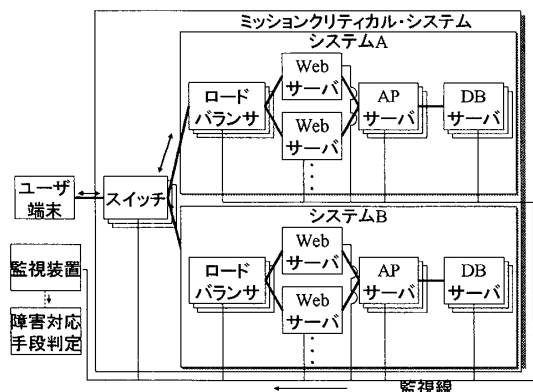 ミッションクリティカル・システム
システムA
ロード
バランサ
Web
サーバ
Web
サーバ
AP
サーバ
DB
サーバ
ユーザ
端末
スイッチ
システムB
監視装置
障害対応
手段判定
ロード
バランサ
Web
サーバ
Web
サーバ
AP
サーバ
DB
サーバ
監視線